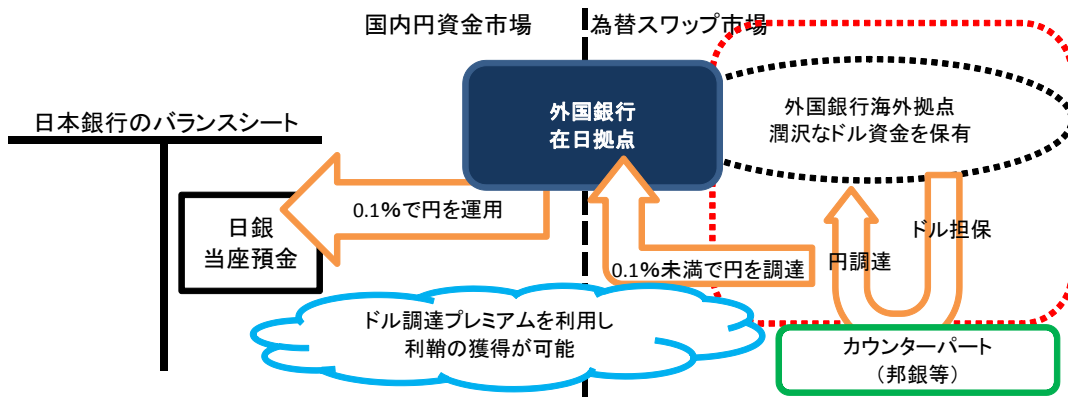 国内円資金市場
為替スワップ市場
日本銀行のバランスシート
外国銀行
在日拠点
外国銀行海外拠点
潤沢なドル資金を保有
0.1%で円を運用
日銀
当座預金
ドル担保
円調達
0.1%未満で円を調達
ドル調達プレミアムを利用し
利鞘の獲得が可能
カウンターパート
（邦銀等）